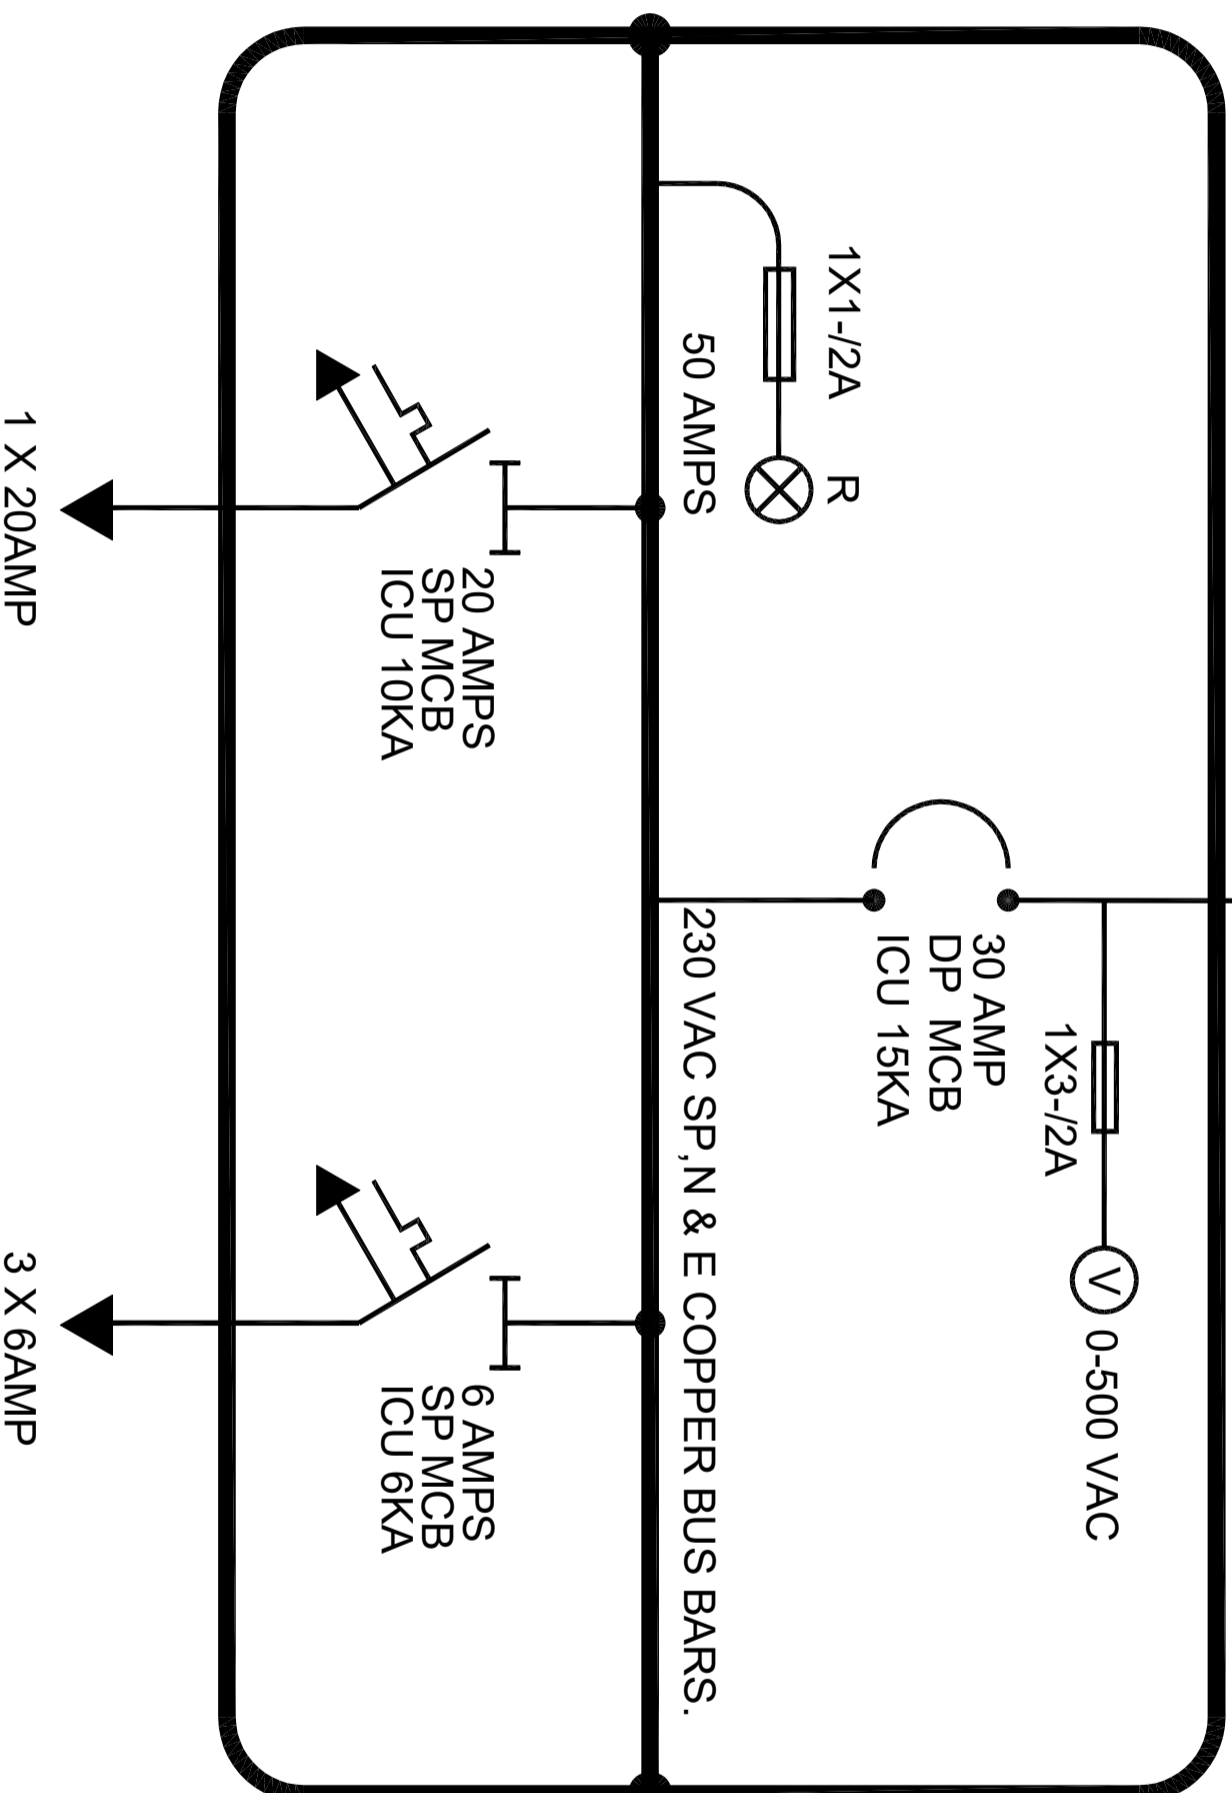 1X3-/2A
V 0-500 VAC
30 AMP
DP MCB
ICU 15KA
1X1-/2A R
50 AMPS
230 VAC SP,N & E COPPER BUS BARS.
20 AMPS
SP MCB
ICU 10KA
6 AMPS
SP MCB
ICU 6KA
1 X 20AMP
3 X 6AMP